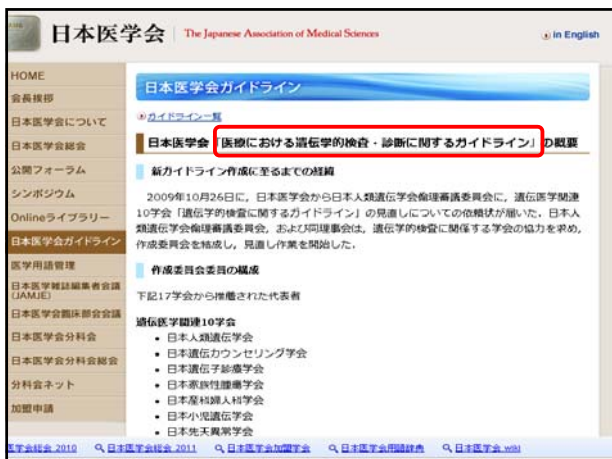 日本医学会 The Japanese Association of Medical Sciences
in English
HOME
会長挨拶
日本医学会について
日本医学会総会
公開フォーラム
シンポジウム
Onlineライブラリー
日本医学会ガイドライン
医学用語管理
日本医学雑誌編集者会議
(JAMJE)
日本医学会臨床部会会議
日本医学会分科会
日本医学会分科会総会
分科会ネット
加盟申請
日本医学会ガイドライン
ガイドライン一覧
日本医学会「医療における遺伝学的検査・診断に関するガイドライン」の概要
新ガイドライン作成に至るまでの経緯
2009年10月26日に,日本医学会から日本人類遺伝学会倫理審議委員会に,遺伝医学関連
10学会「遺伝学的検査に関するガイドライン」の見直しについての依頼状が届いた.日本人
類遺伝学会倫理審議委員会,および同理事会は,遺伝学的検査に関係する学会の協力を求め,
作成委員会を結成し,見直し作業を開始した.
作成委員会委員の構成
下記17学会から推薦された代表者
遺伝医学関連10学会
• 日本人類遺伝学会
• 日本遺伝カウンセリング学会
• 日本遺伝子診療学会
• 日本家族性腫瘍学会
• 日本産科婦人科学会
• 日本小児遺伝学会
• 日本先天異常学会
医学会総会 2010 日本医学会総会 2011 日本医学会加盟学会 日本医学会用語辞典 日本医学会 wiki